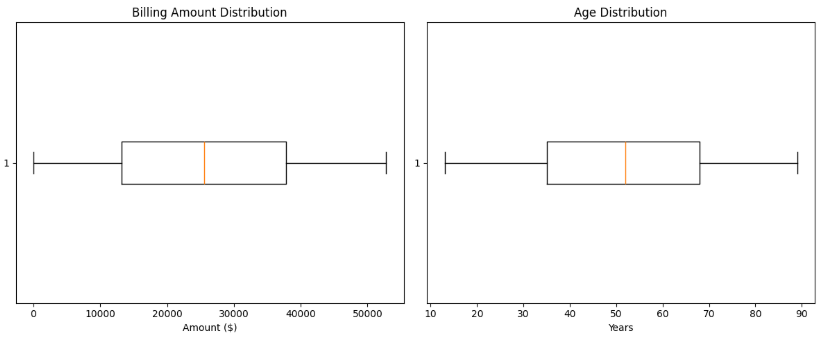 Billing Amount Distribution
1
0 10000 20000 30000 40000 50000
Amount ($)
Age Distribution
1
10 20 30 40 50 60 70 80 90
Years